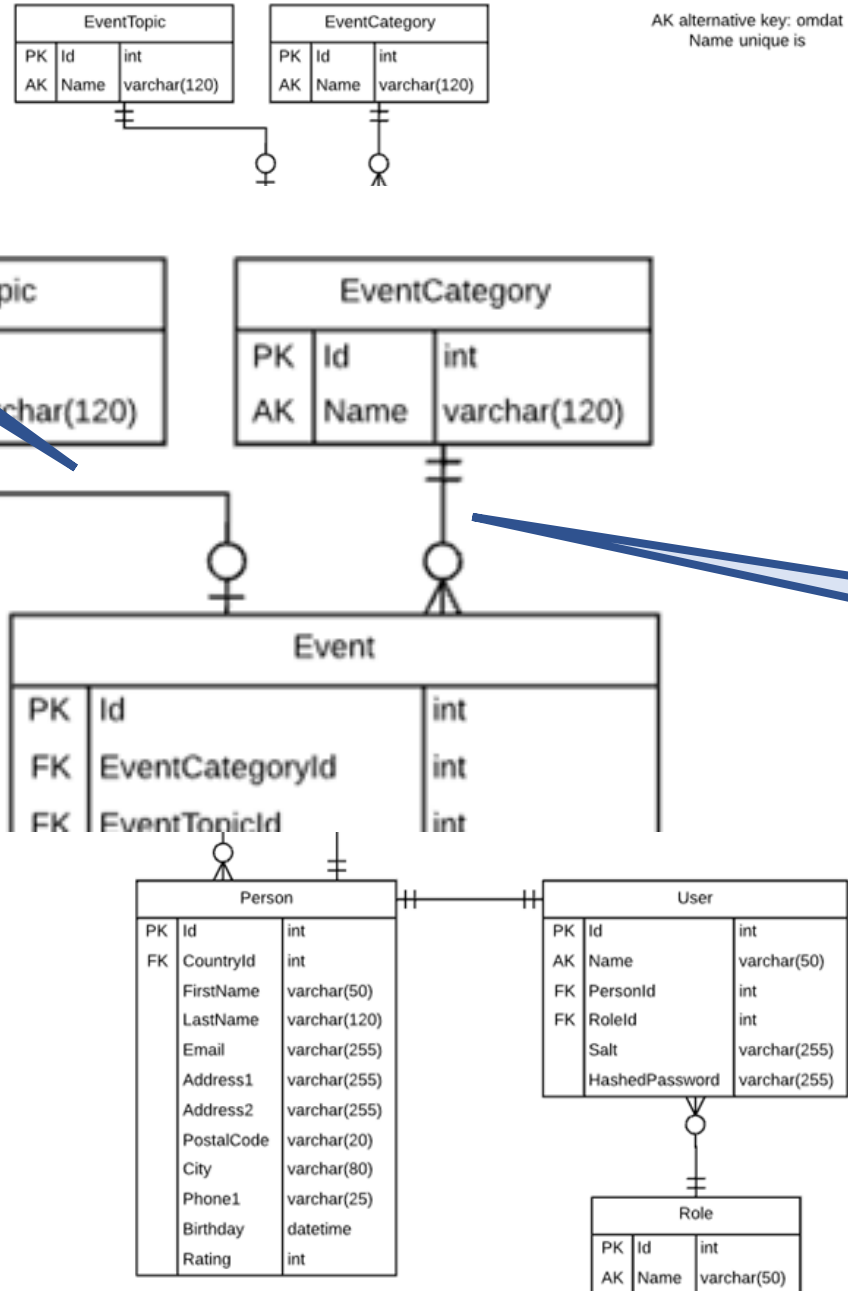 EventTopic
PK Id int
AK Name varchar(120)
EventCategory
PK Id int
AK Name varchar(120)
AK alternative key: omdat
Name unique is
pic
char(120)
EventCategory
PK Id int
AK Name varchar(120)
Event
PK Id int
FK EventCategoryId int
FK EventTopicId int
Person
PK Id int
FK CountryId int
FirstName varchar(50)
LastName varchar(120)
Email varchar(255)
Address1 varchar(255)
Address2 varchar(255)
PostalCode varchar(20)
City varchar(80)
Phone1 varchar(25)
Birthday datetime
Rating int
User
PK Id int
AK Name varchar(50)
FK PersonId int
FK RoleId int
Salt varchar(255)
HashedPassword varchar(255)
Role
PK Id int
AK Name varchar(50)